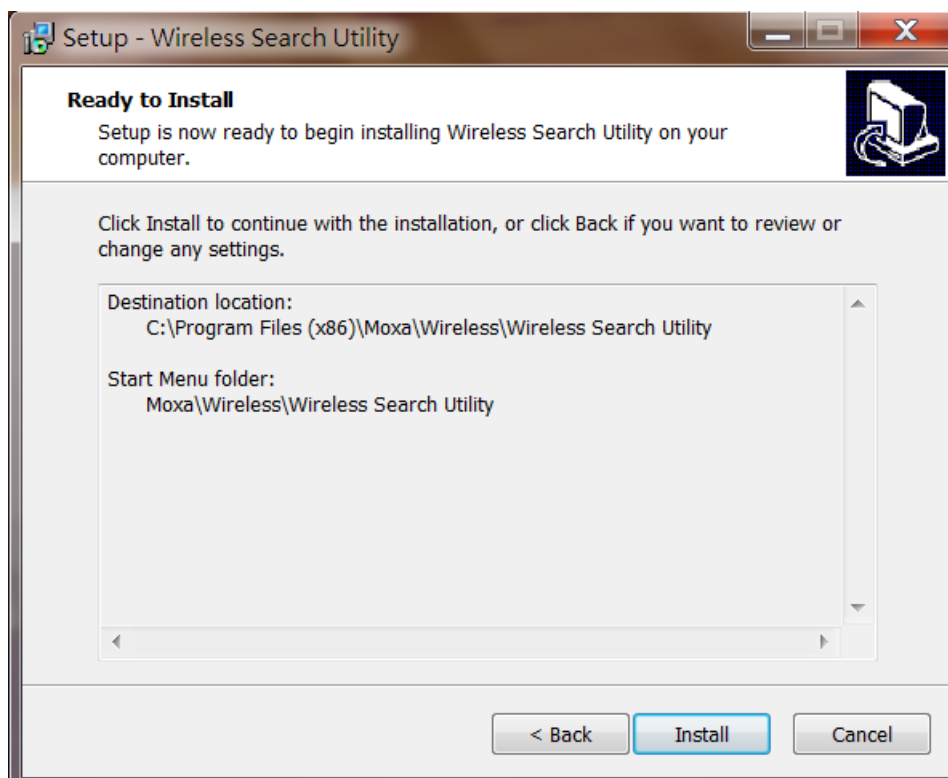 Setup - Wireless Search Utility
Ready to Install
Setup is now ready to begin installing Wireless Search Utility on your
computer.
Click Install to continue with the installation, or click Back if you want to review or
change any settings.
Destination location:
C:\Program Files (x86)\Moxa\Wireless\Wireless Search Utility
Start Menu folder:
Moxa\Wireless\Wireless Search Utility
< Back
Install
Cancel